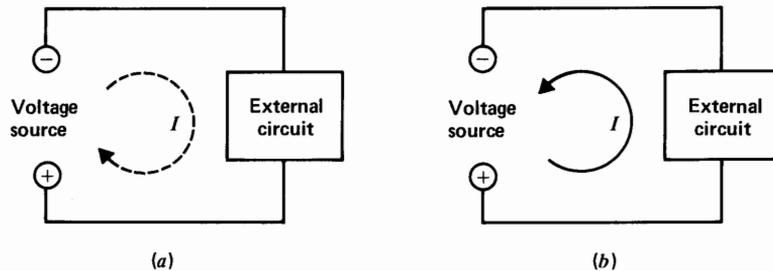 −
Voltage
source
I
External
circuit
+
(a)
−
Voltage
source
I
External
circuit
+
(b)